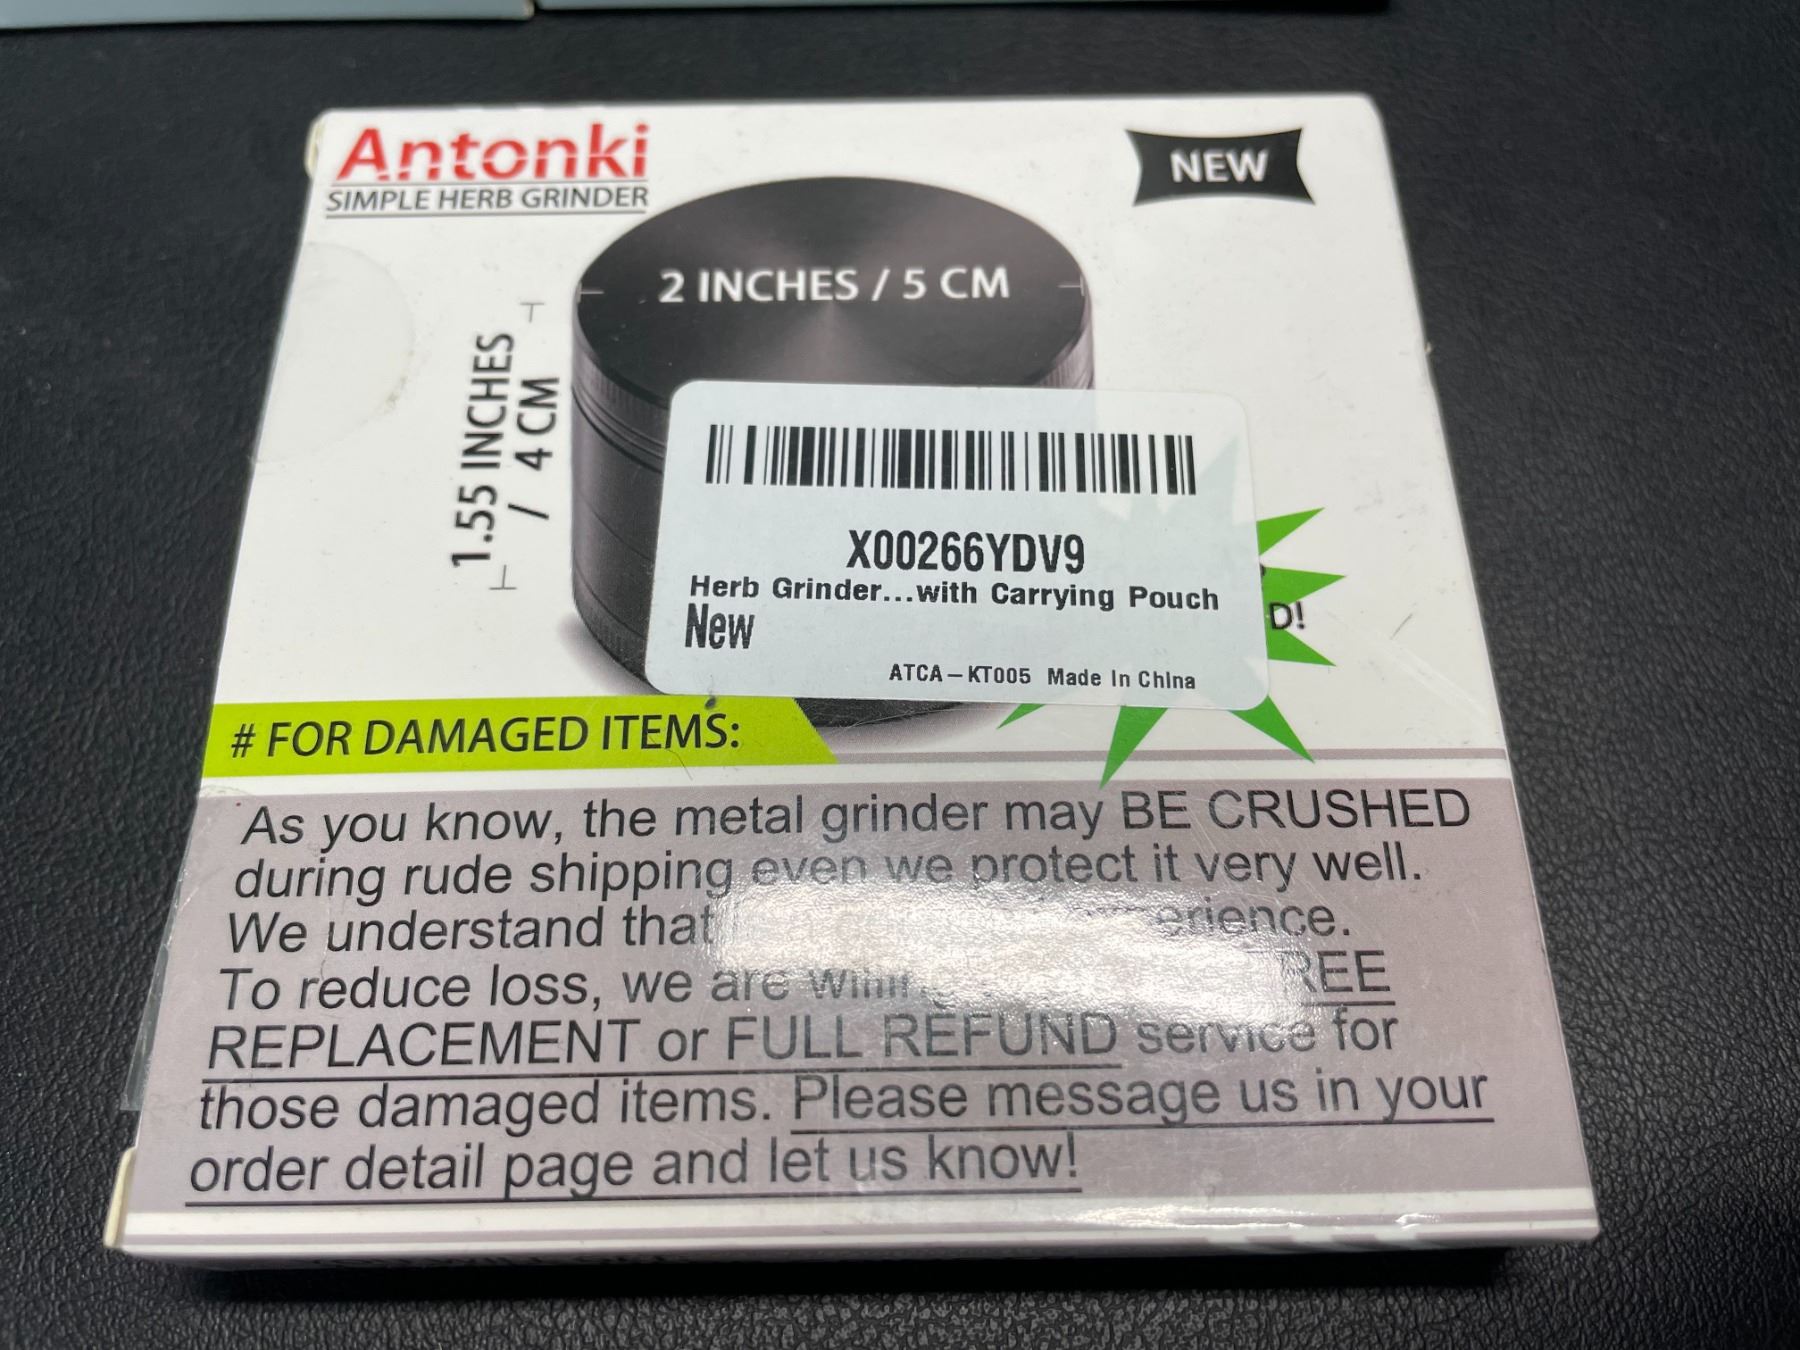 Antonki
SIMPLE HERB GRINDER
NEW
2 INCHES / 5 CM
1.55 INCHES
/ 4 CM
X00266YDV9
Herb Grinder...with Carrying Pouch
New
ATCA-KT005 Made In China
D!
# FOR DAMAGED ITEMS:
As you know, the metal grinder may BE CRUSHED
during rude shipping even we protect it very well.
We understand that
To reduce loss, we are willing REE
REPLACEMENT or FULL REFUND service for
those damaged items. Please message us in your
order detail page and let us know!